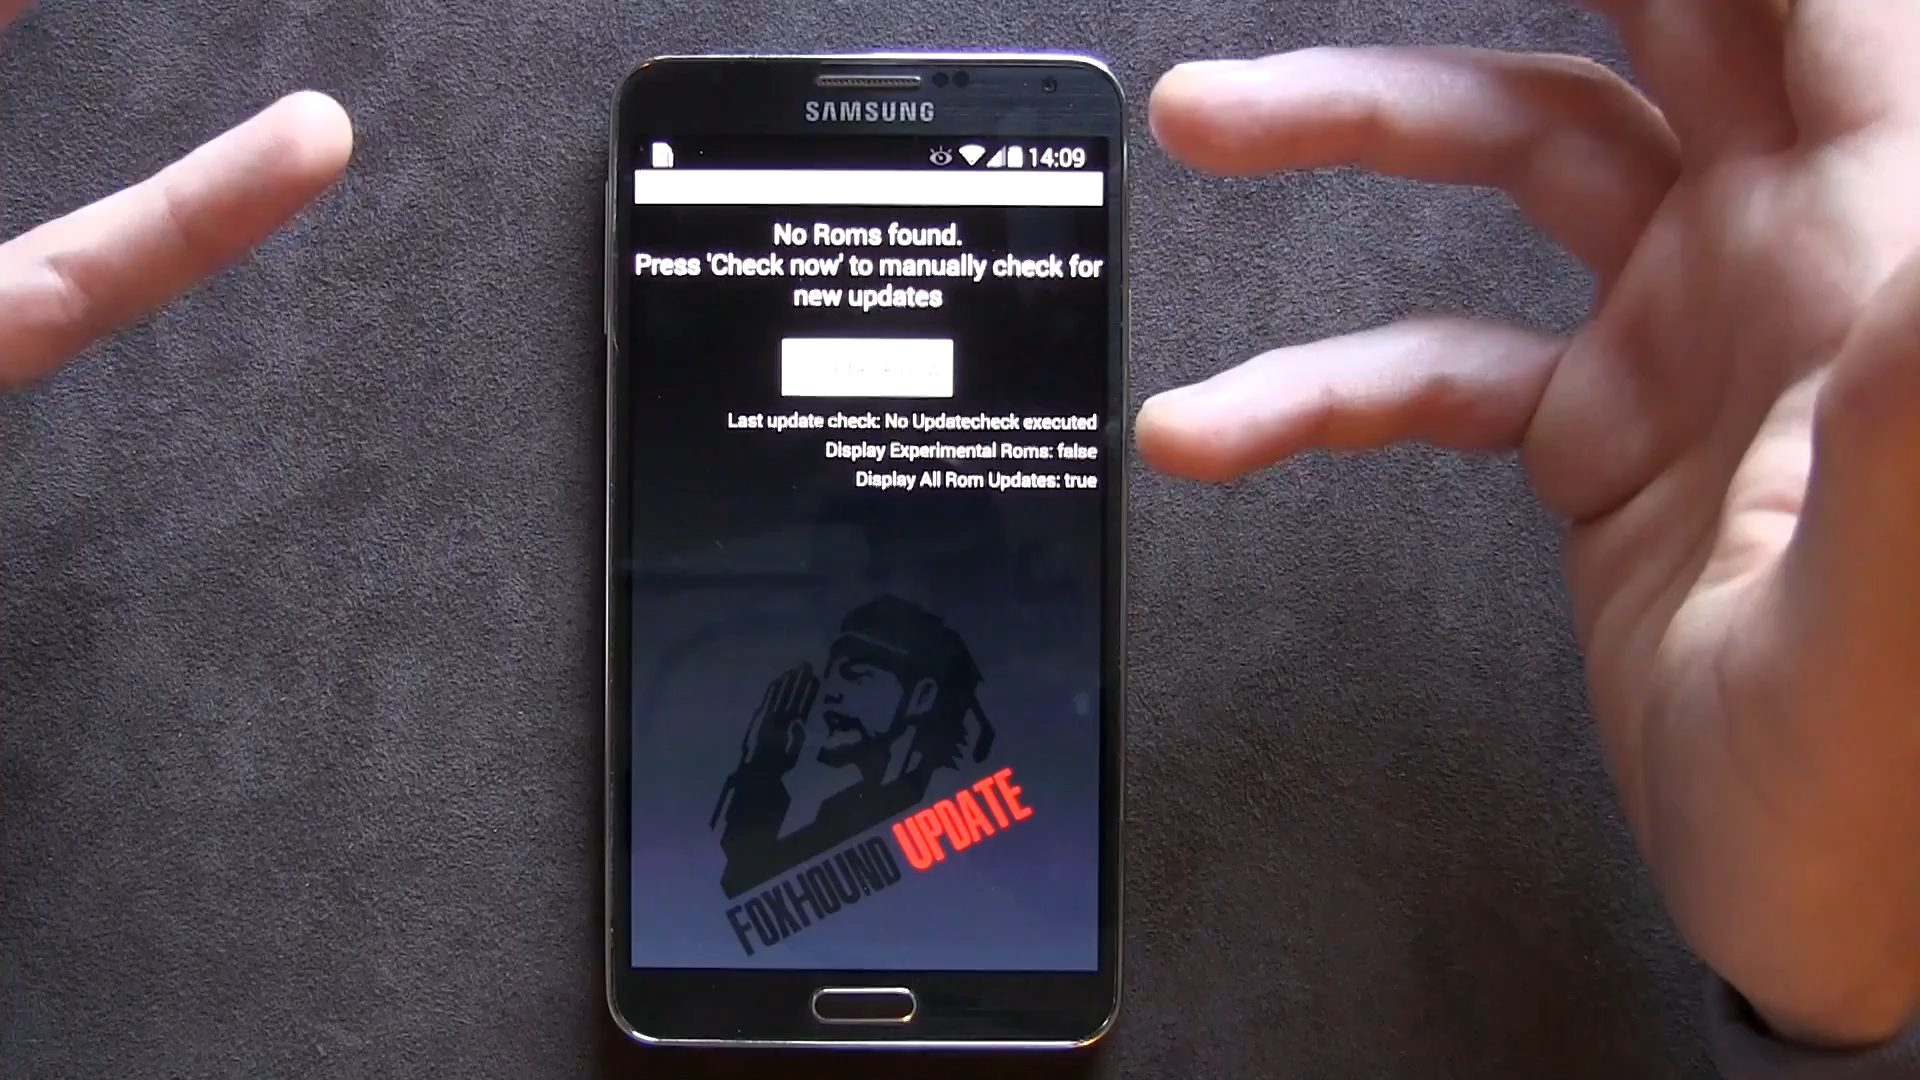 SAMSUNG
14:09
No Roms found.
Press 'Check now' to manually check for
new updates
Last update check: No Updatecheck executed
Display Experimental Roms: false
Display All Rom Updates: true
FOXHOUND UPDATE